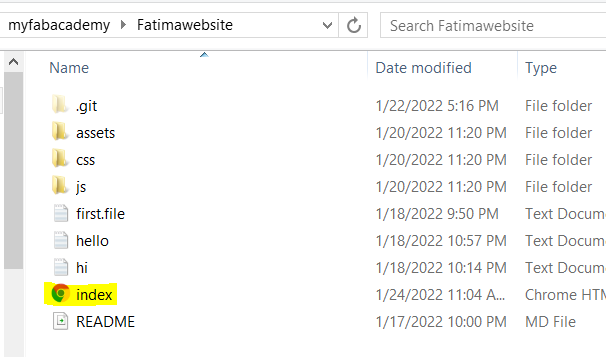 myfabacademy Fatimawebsite Search Fatimawebsite
Name Date modified Type
.git 1/22/2022 5:16 PM File folder
assets 1/20/2022 11:20 PM File folder
css 1/20/2022 11:20 PM File folder
js 1/20/2022 11:20 PM File folder
first.file 1/18/2022 9:50 PM Text Docum
hello 1/18/2022 10:57 PM Text Docum
hi 1/18/2022 10:14 PM Text Docum
index 1/24/2022 11:04 A... Chrome HTM
README 1/17/2022 10:00 PM MD File